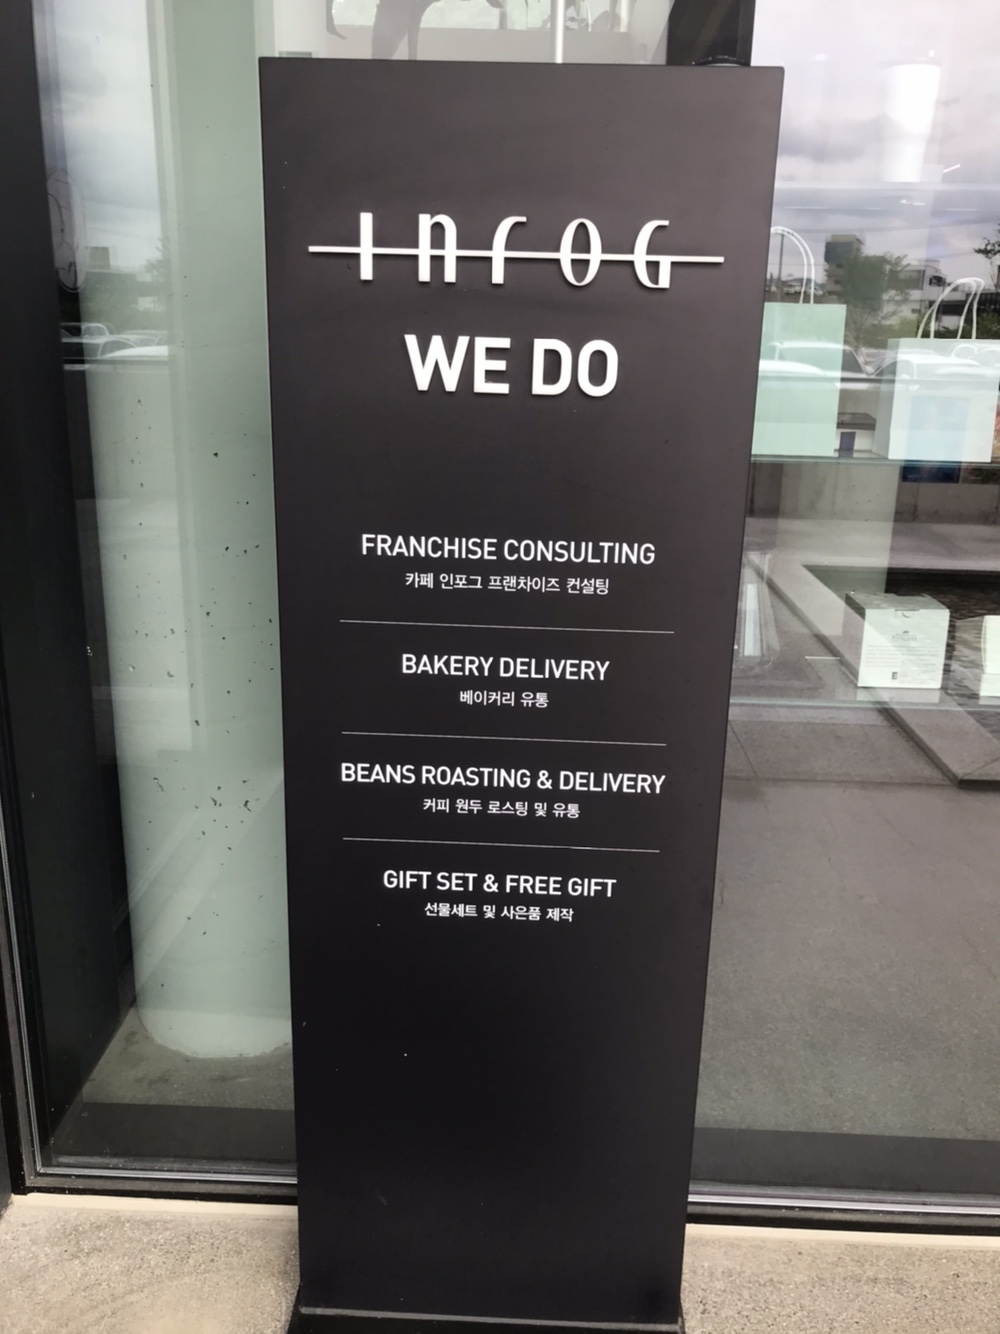 INFOG
WE DO
FRANCHISE CONSULTING
카페 인포그 프랜차이즈 컨설팅
BAKERY DELIVERY
베이커리 유통
BEANS ROASTING & DELIVERY
커피 원두 로스팅 및 유통
GIFT SET & FREE GIFT
선물세트 및 사은품 제작